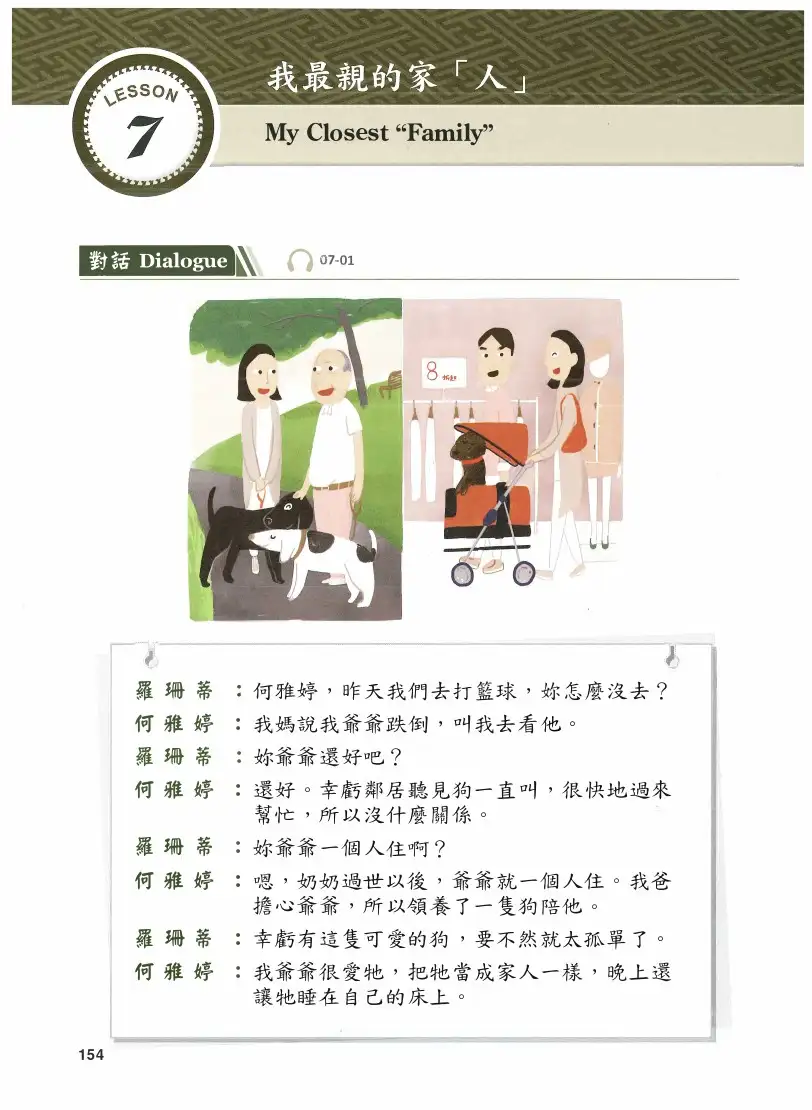 我最親的家「人」
LESSON
7
My Closest “Family”
對話 Dialogue
07-01
8折起
羅珊蒂：何雅婷，昨天我們去打籃球，妳怎麼沒去？
何雅婷：我媽說我爺爺跌倒，叫我去看他。
羅珊蒂：妳爺爺還好吧？
何雅婷：還好。幸虧鄰居聽見狗一直叫，很快地過來
幫忙，所以沒什麼關係。
羅珊蒂：妳爺爺一個人住啊？
何雅婷：嗯，奶奶過世以後，爺爺就一個人住。我爸
擔心爺爺，所以領養了一隻狗陪他。
羅珊蒂：幸虧有這隻可愛的狗，要不然就太孤單了。
何雅婷：我爺爺很愛牠，把牠當成家人一樣，晚上還
讓牠睡在自己的床上。
154